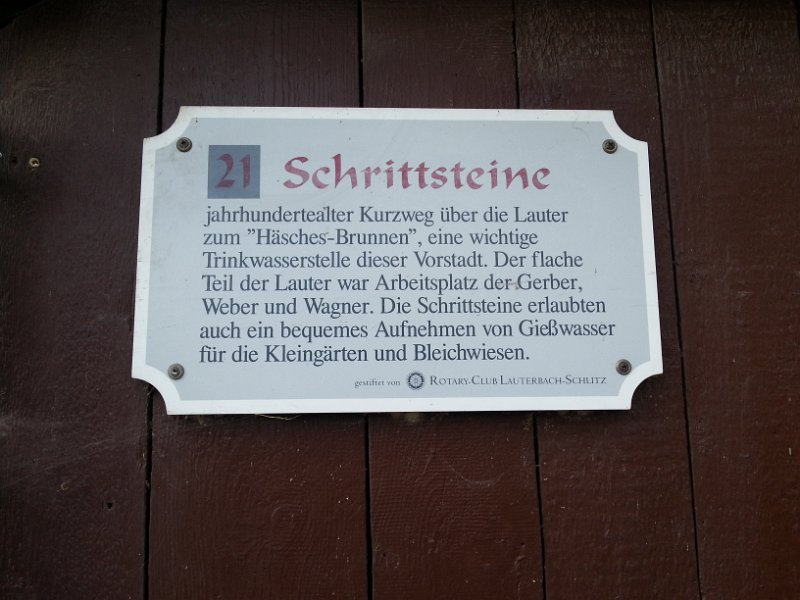 21 Schrittsteine
jahrhundertealter Kurzweg über die Lauter
zum "Häsches-Brunnen", eine wichtige
Trinkwasserstelle dieser Vorstadt. Der flache
Teil der Lauter war Arbeitsplatz der Gerber,
Weber und Wagner. Die Schrittsteine erlaubten
auch ein bequemes Aufnehmen von Gießwasser
für die Kleingärten und Bleichwiesen.
gestiftet von ROTARY-CLUB LAUTERBACH-SCHLITZ